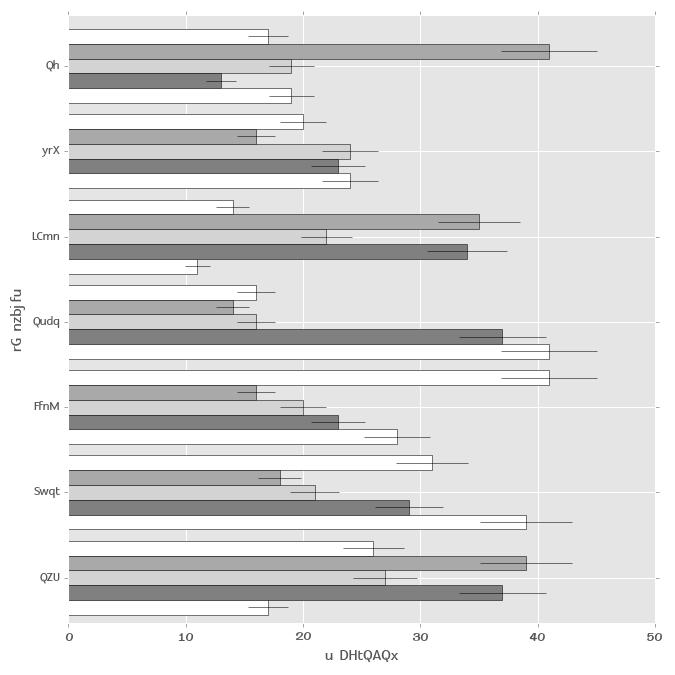 Qh
yrX
LCmn
Qudq
FfnM
Swqt
QZU
rG nzbjfu
0 10 20 30 40 50
u DHtQAQx